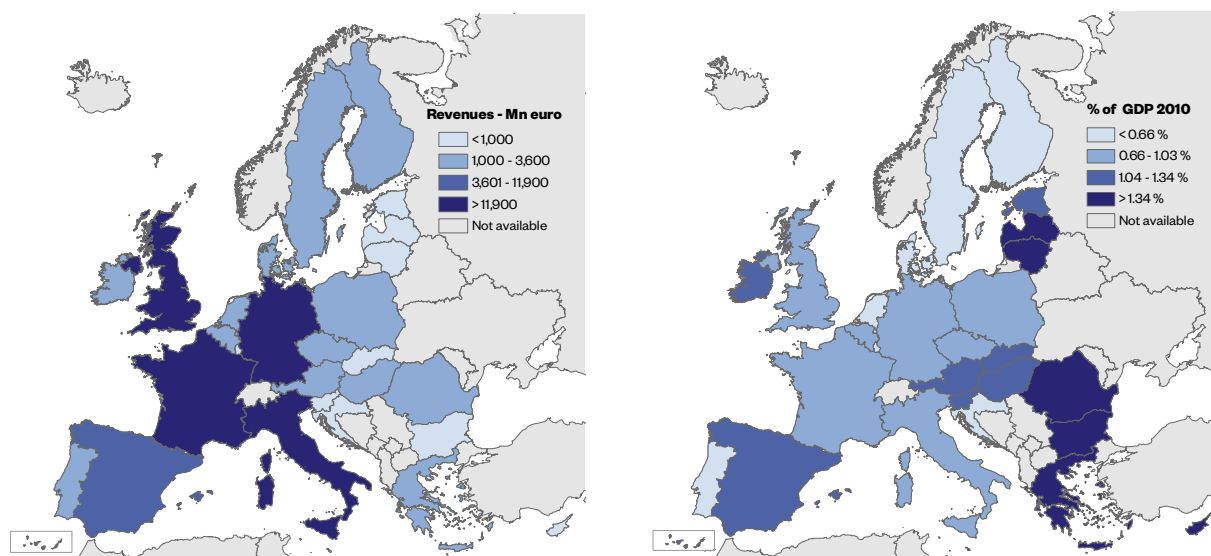 Revenues - Mn euro
<1,000
1,000 - 3,600
3,601 - 11,900
>11,900
Not available
% of GDP 2010
< 0.66 %
0.66 - 1.03 %
1.04 - 1.34 %
> 1.34 %
Not available